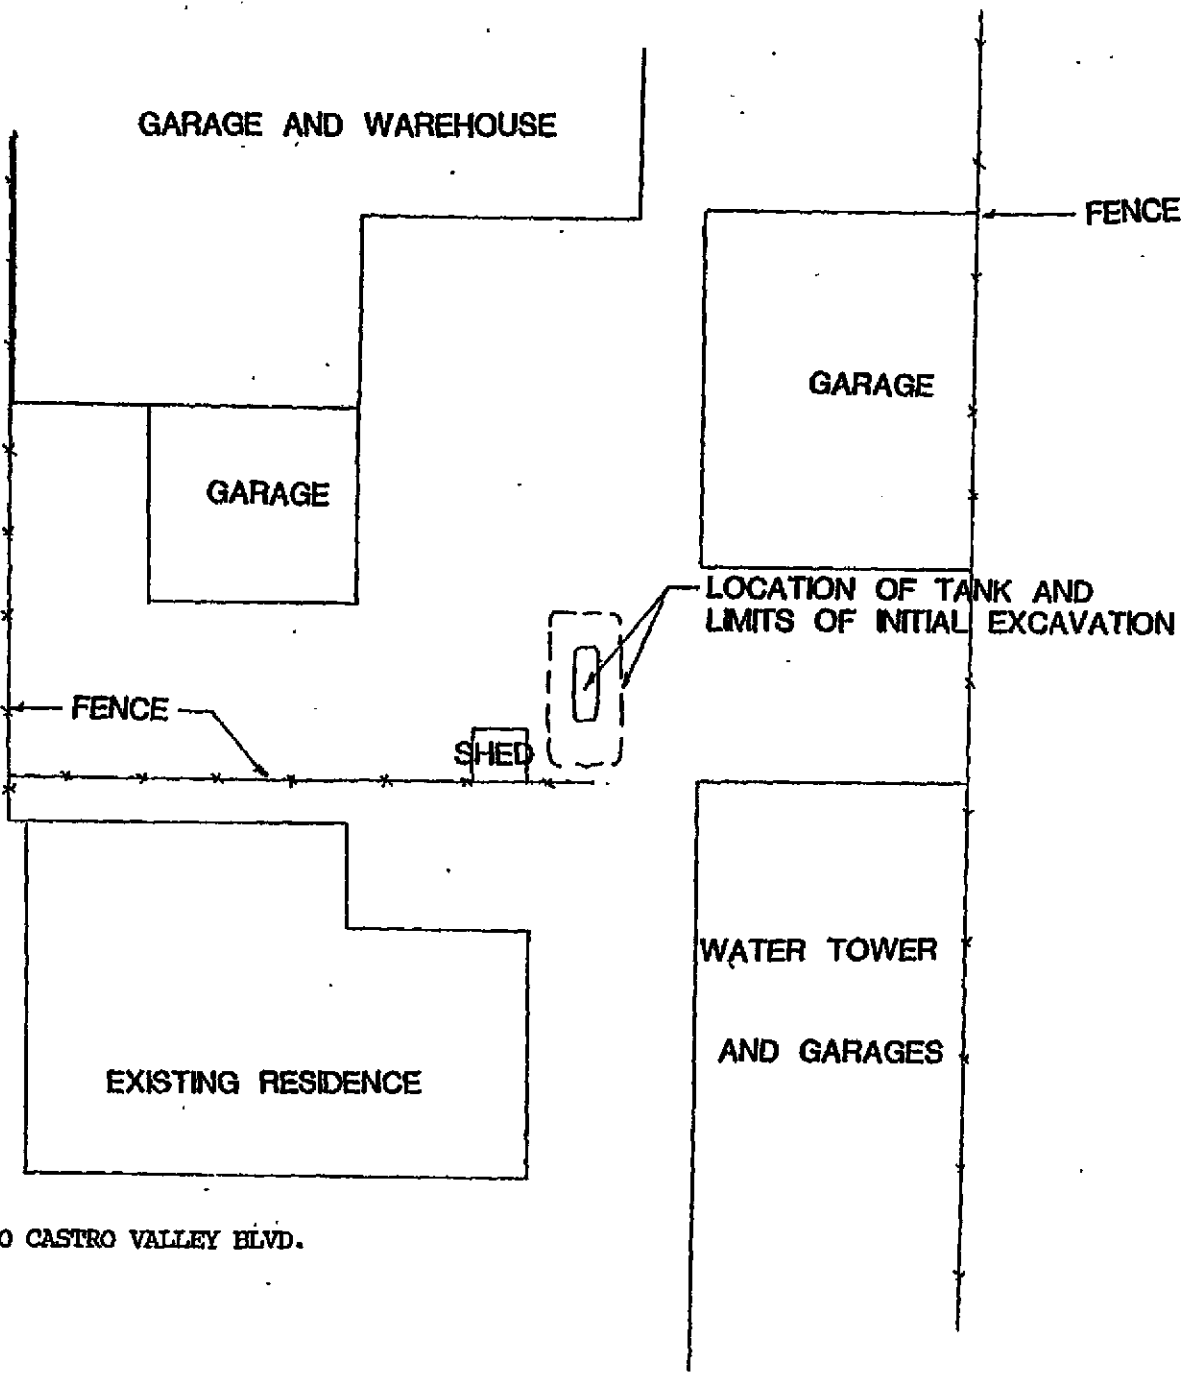 GARAGE AND WAREHOUSE
FENCE
GARAGE
GARAGE
LOCATION OF TANK AND
LIMITS OF INITIAL EXCAVATION
FENCE
SHED
WATER TOWER
AND GARAGES
EXISTING RESIDENCE
O CASTRO VALLEY BLVD.